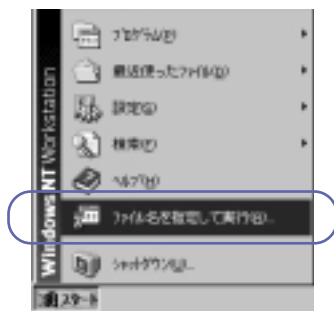 Windows NT Workstation
プログラム(P)
最近使ったファイル(D)
設定(S)
検索(F)
ヘルプ(H)
ファイル名を指定して実行(R)...
シャットダウン(U)...
スタート